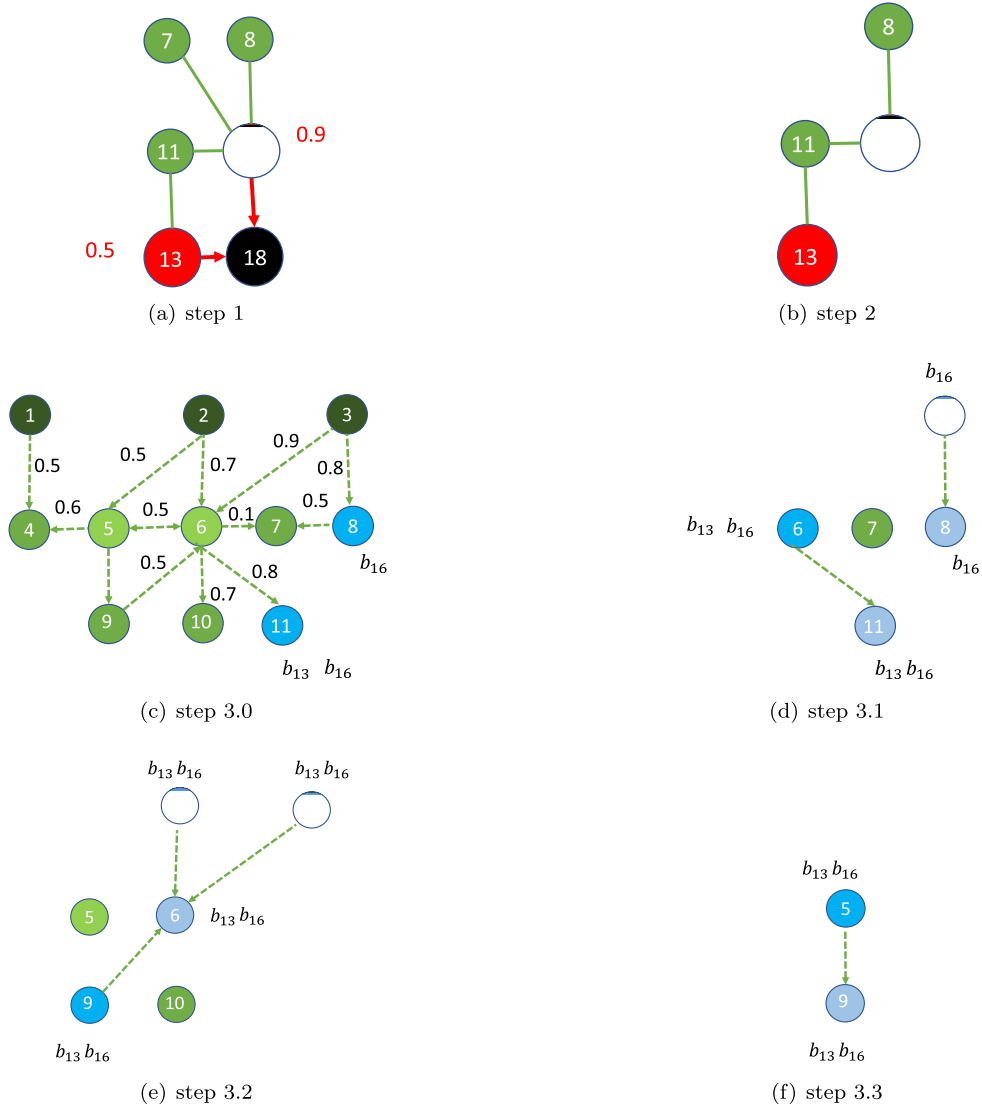 7 8
11
0.9
0.5
13 18
(a) step 1
8
11
13
(b) step 2
1 2 3
0.5 0.5 0.7 0.9 0.8
4 0.6 5 0.5 6 0.1 7 0.5 8
b16
0.5 0.8
0.7
9 10 11
b13 b16
(c) step 3.0
b16
b13 b16 6 7 8
b16
11
b13 b16
(d) step 3.1
b13 b16 b13 b16
5 6 b13 b16
9 10
b13 b16
(e) step 3.2
b13 b16
5
9
b13 b16
(f) step 3.3